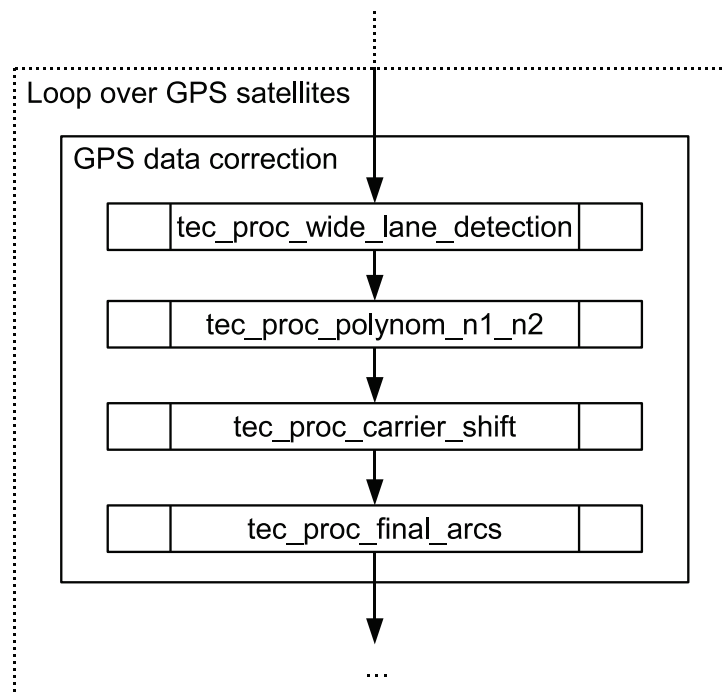 Loop over GPS satellites
GPS data correction
tec_proc_wide_lane_detection
tec_proc_polynom_n1_n2
tec_proc_carrier_shift
tec_proc_final_arcs
...